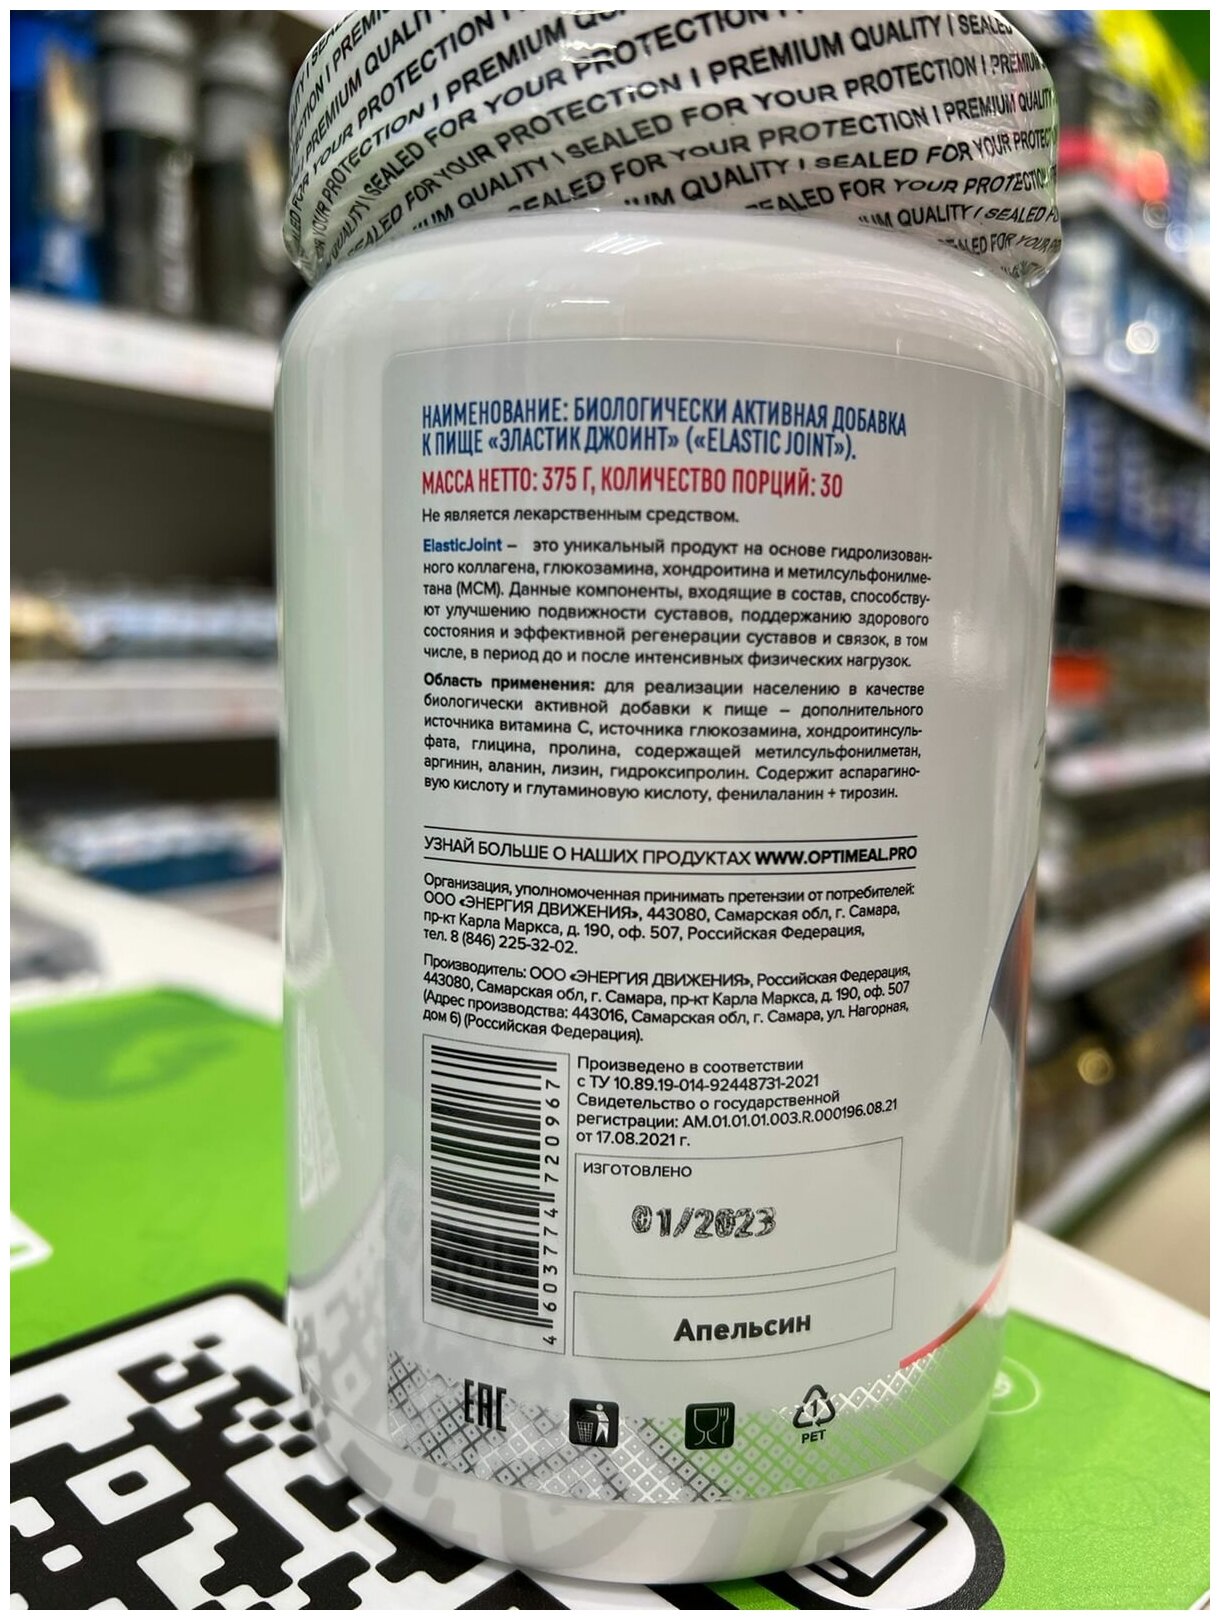 SEALED FOR YOUR PROTECTION | PREMIUM QUALITY | SEALED FOR YOUR PROTECTION | PREMIUM QUALITY
НАИМЕНОВАНИЕ: БИОЛОГИЧЕСКИ АКТИВНАЯ ДОБАВКА
К ПИЩЕ «ЭЛАСТИК ДЖОИНТ» («ELASTIC JOINT»).
МАССА НЕТТО: 375 Г, КОЛИЧЕСТВО ПОРЦИЙ: 30
Не является лекарственным средством.
ElasticJoint – это уникальный продукт на основе гидролизован-
ного коллагена, глюкозамина, хондроитина и метилсульфонилме-
тана (МСМ). Данные компоненты, входящие в состав, способству-
ют улучшению подвижности суставов, поддержанию здорового
состояния и эффективной регенерации суставов и связок, в том
числе, в период до и после интенсивных физических нагрузок.
Область применения: для реализации населению в качестве
биологически активной добавки к пище – дополнительного
источника витамина С, источника глюкозамина, хондроитинсуль-
фата, глицина, пролина, содержащей метилсульфонилметан,
аргинин, аланин, лизин, гидроксипролин. Содержит аспарагино-
вую кислоту и глутаминовую кислоту, фенилаланин + тирозин.
УЗНАЙ БОЛЬШЕ О НАШИХ ПРОДУКТАХ WWW.OPTIMEAL.PRO
Организация, уполномоченная принимать претензии от потребителей:
ООО «ЭНЕРГИЯ ДВИЖЕНИЯ», 443080, Самарская обл, г. Самара,
пр-кт Карла Маркса, д. 190, оф. 507, Российская Федерация,
тел. 8 (846) 225-32-02.
Производитель: ООО «ЭНЕРГИЯ ДВИЖЕНИЯ», Российская Федерация,
443080, Самарская обл, г. Самара, пр-кт Карла Маркса, д. 190, оф. 507
(Адрес производства: 443016, Самарская обл, г. Самара, ул. Нагорная,
дом 6) (Российская Федерация).
Произведено в соответствии
с ТУ 10.89.19-014-92448731-2021
Свидетельство о государственной
регистрации: AM.01.01.01.003.R.000196.08.21
от 17.08.2021 г.
4603774720967
ИЗГОТОВЛЕНО
01/2023
Апельсин
EAC
1
PET